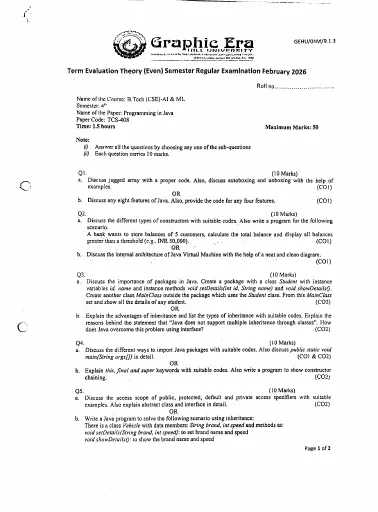 GEHU/04M/9.1.3
Graphic Era
HILL UNIVERSITY
Term Evaluation Theory (Even) Semester Regular Examination February 2026
Roll no.
Name of the Course: B.Tech (CSE)-AI & ML
Semester: 4th
Name of the Paper: Programming in Java
Paper Code: TCS-408
Time: 1.5 hours Maximum Marks: 50
Note:
(i) Answer all the questions by choosing any one of the sub-questions
(ii) Each question carries 10 marks.
Q1. (10 Marks)
a. Discuss jagged array with a proper code. Also, discuss autoboxing and unboxing with the help of
examples. (CO1)
OR
b. Discuss any eight features of Java. Also, provide the code for any four features. (CO1)
Q2. (10 Marks)
a. Discuss the different types of constructors with suitable codes. Also write a program for the following
scenario.
A bank wants to store balances of 5 customers, calculate the total balance and display all balances
greater than a threshold (e.g., INR 50,000). (CO1)
OR
b. Discuss the internal architecture of Java Virtual Machine with the help of a neat and clean diagram.
(CO1)
Q3. (10 Marks)
a. Discuss the importance of packages in Java. Create a package with a class Student with instance
variables id, name and instance methods void setDetails(int id, String name) and void showDetails().
Create another class MainClass outside the package which uses the Student class. From this MainClass
set and show all the details of any student. (CO2)
OR
b. Explain the advantages of inheritance and list the types of inheritance with suitable codes. Explain the
reasons behind the statement that "Java does not support multiple inheritance through classes". How
does Java overcome this problem using interface? (CO2)
Q4. (10 Marks)
a. Discuss the different ways to import Java packages with suitable codes. Also discuss public static void
main(String args[]) in detail. (CO1 & CO2)
OR
b. Explain this, final and super keywords with suitable codes. Also write a program to show constructor
chaining. (CO2)
Q5. (10 Marks)
a. Discuss the access scope of public, protected, default and private access specifiers with suitable
examples. Also explain abstract class and interface in detail. (CO2)
OR
b. Write a Java program to solve the following scenario using inheritance:
There is a class Vehicle with data members: String brand, int speed and methods as:
void setDetails(String brand, int speed): to set brand name and speed
void showDetails(): to show the brand name and speed
Page 1 of 2